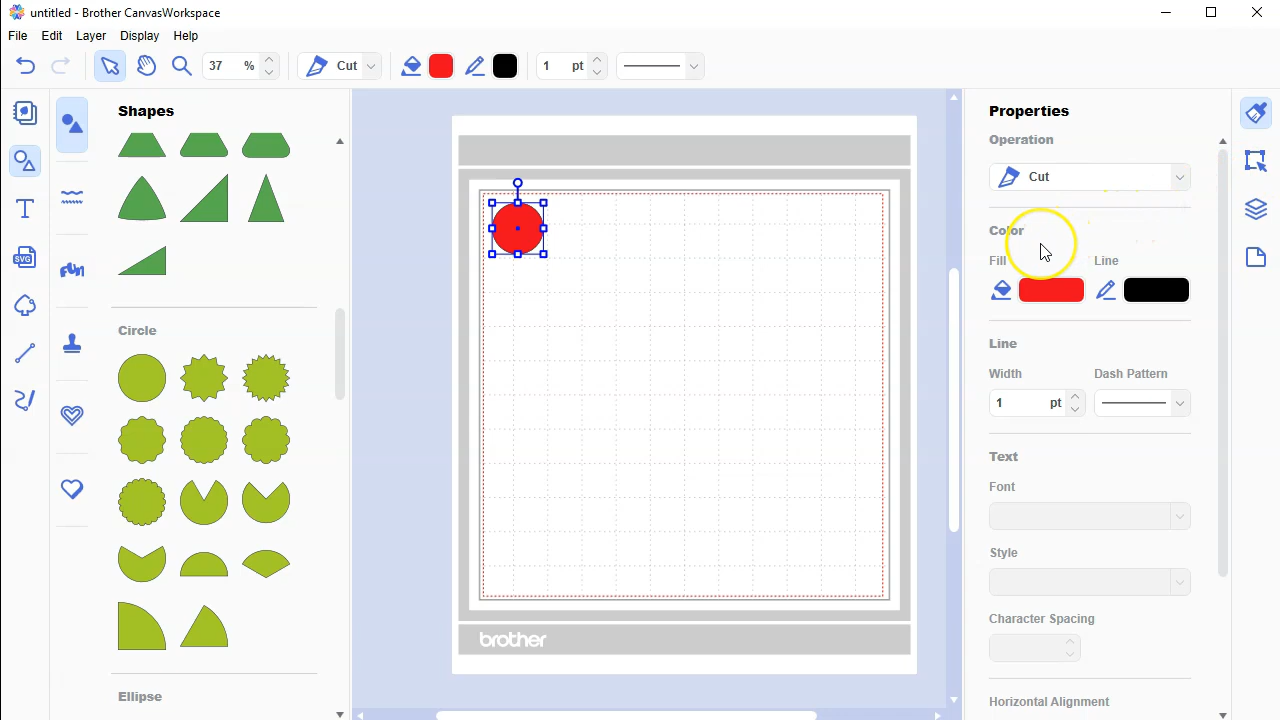 untitled - Brother CanvasWorkspace
File Edit Layer Display Help
37 % Cut 1 pt
Shapes
Circle
Ellipse
SVG
brother
Properties
Operation
Cut
Color
Fill Line
Line
Width Dash Pattern
1 pt
Text
Font
Style
Character Spacing
Horizontal Alignment